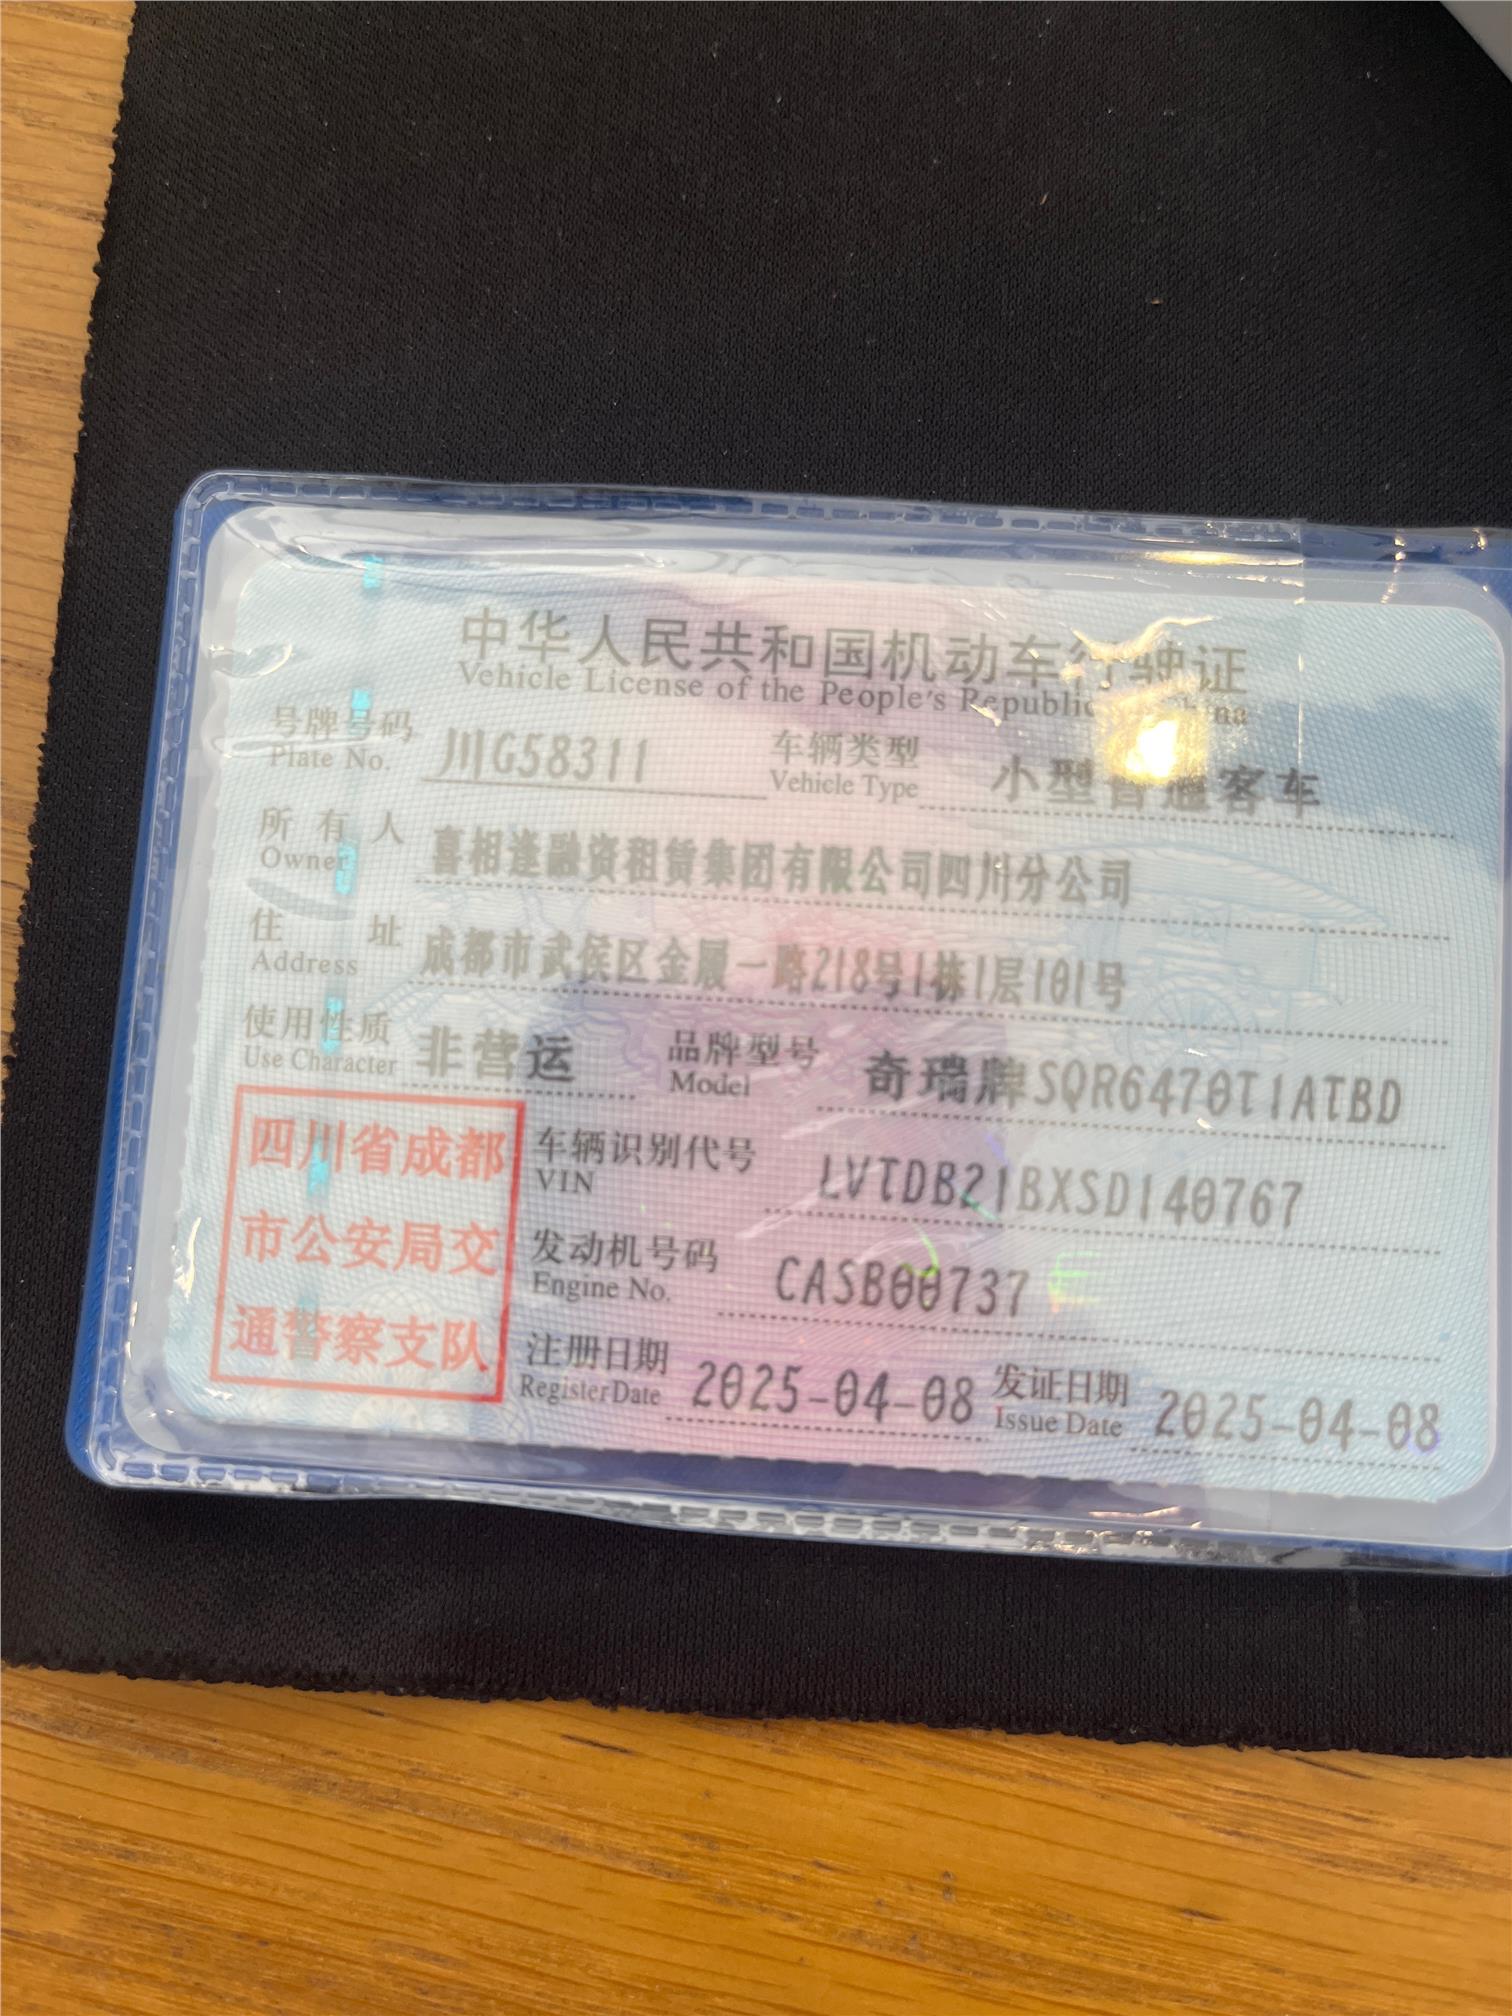 中华人民共和国机动车行驶证
Vehicle License of the People's Republic of China
号牌号码 川G58311 车辆类型 小型普通客车
Plate No. Vehicle Type
所有人 喜相逢融资租赁集团有限公司四川分公司
Owner
住址 成都市武侯区金履一路218号1栋1层101号
Address
使用性质 非营运 品牌型号 奇瑞牌SQR6470T1ATBD
Use Character Model
四川省成都
市公安局交
通警察支队
车辆识别代号 LVTDB21BXSD140767
VIN
发动机号码 CASB00737
Engine No.
注册日期 2025-04-08 发证日期 2025-04-08
Register Date Issue Date